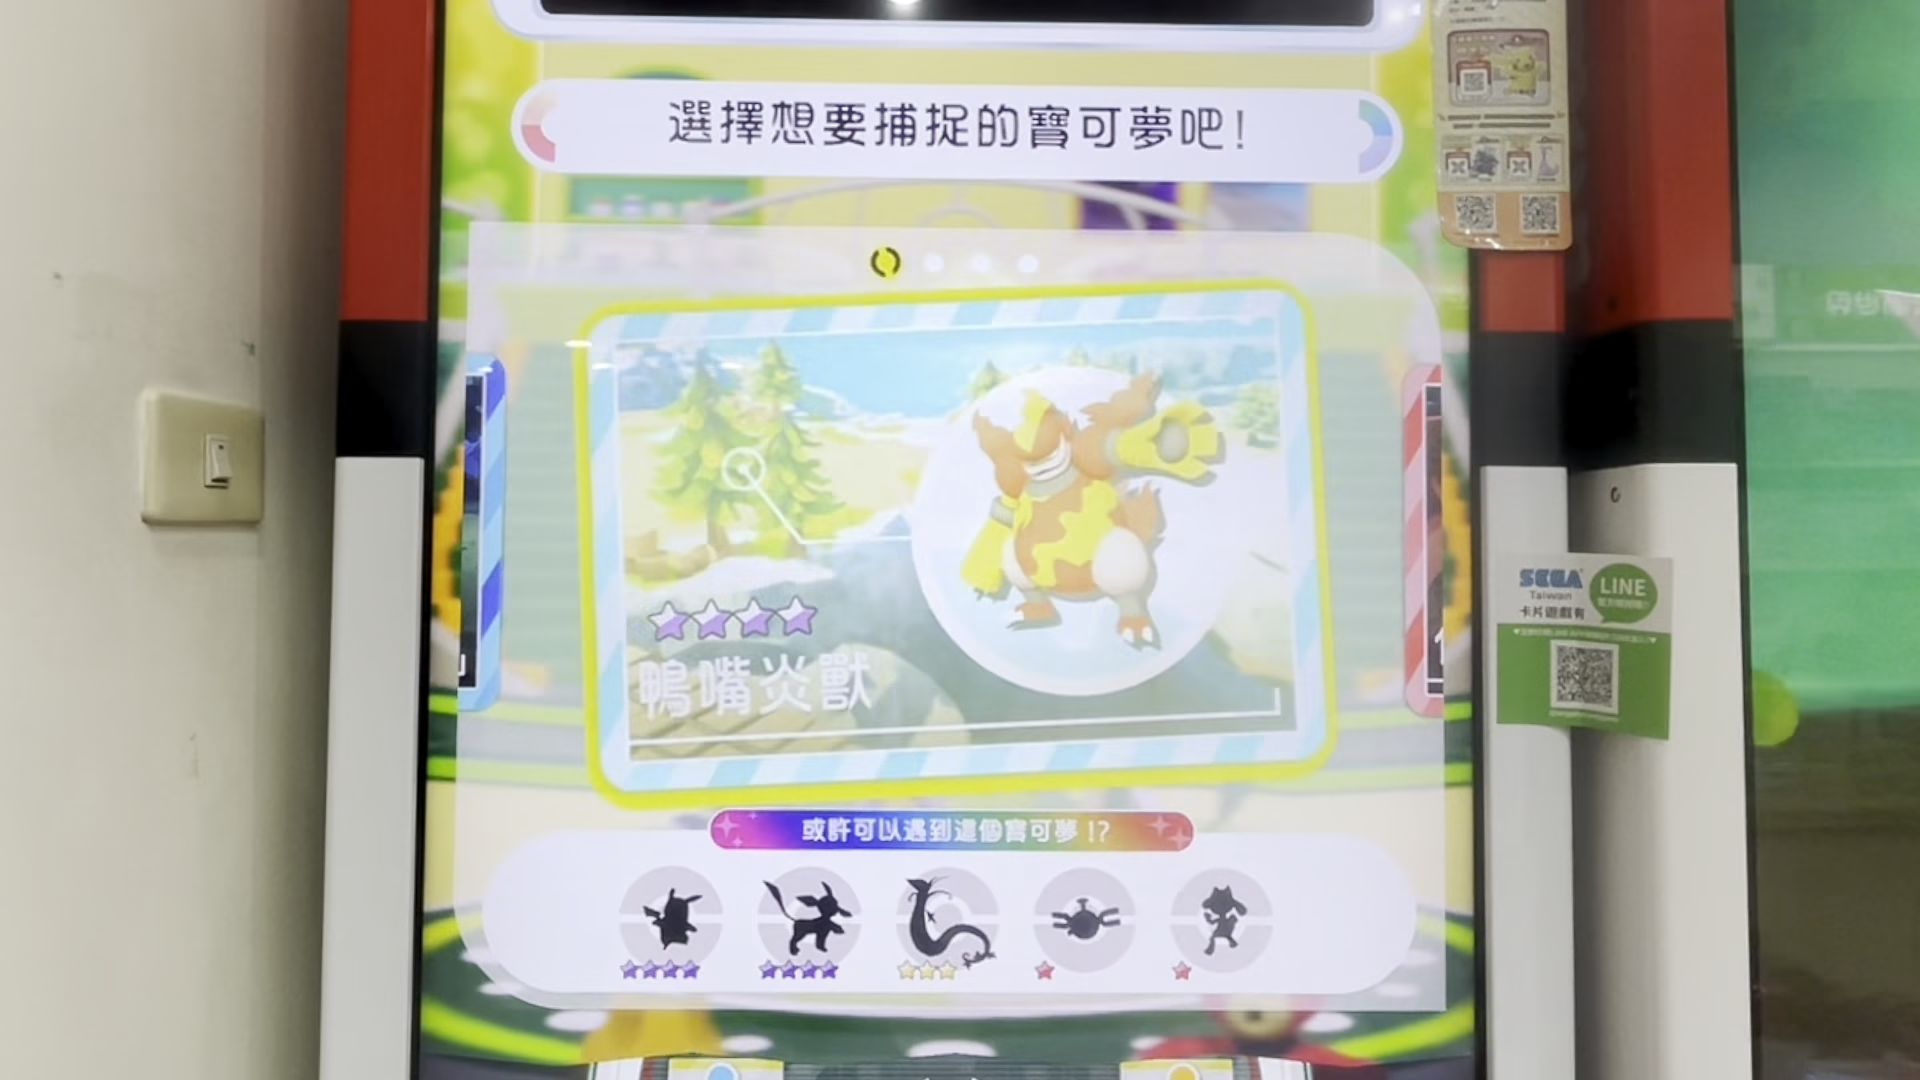 選擇想要捕捉的寶可夢吧!
鴨嘴炎獸
或許可以遇到這個寶可夢!?
SEGA
Taiwan
卡片遊戲有
LINE